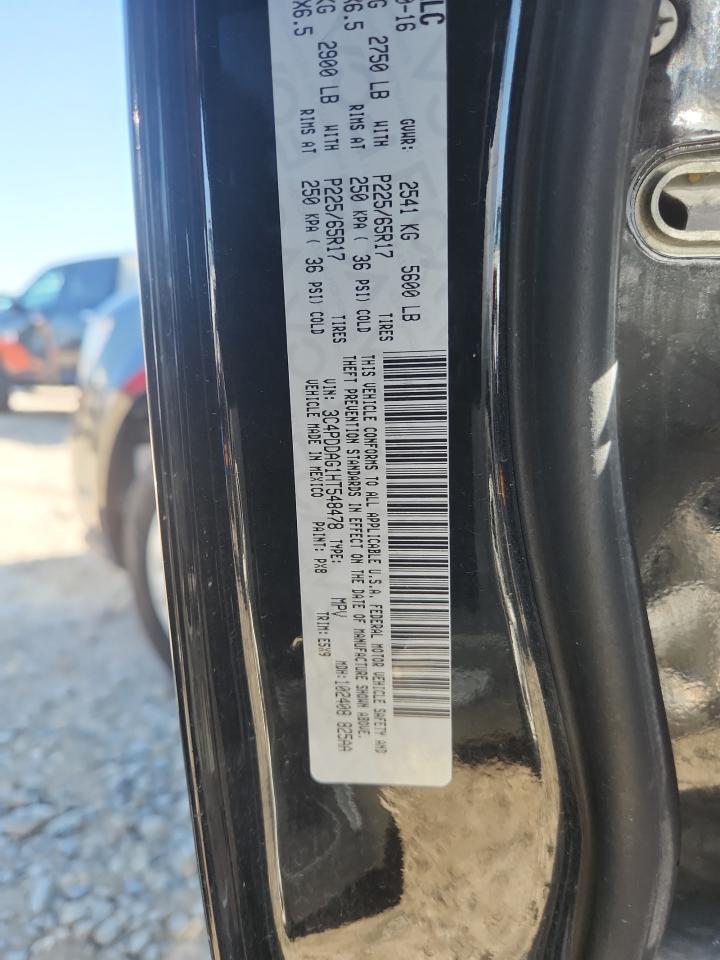 LC
-16
GVWR: 2541 KG 5600 LB
G 2750 LB WITH P225/65R17 TIRES
X6.5 RIMS AT 250 KPA ( 36 PSI) COLD
KG 2900 LB WITH P225/65R17 TIRES
X6.5 RIMS AT 250 KPA ( 36 PSI) COLD
THIS VEHICLE CONFORMS TO ALL APPLICABLE U.S.A. FEDERAL MOTOR VEHICLE SAFETY AND
THEFT PREVENTION STANDARDS IN EFFECT ON THE DATE OF MANUFACTURE SHOWN ABOVE.
VIN: 3C4PDDAG1HT548478 TYPE: MPV MDH:102408 825AA
VEHICLE MADE IN MEXICO PAINT: PX8 TRIM: E5X9